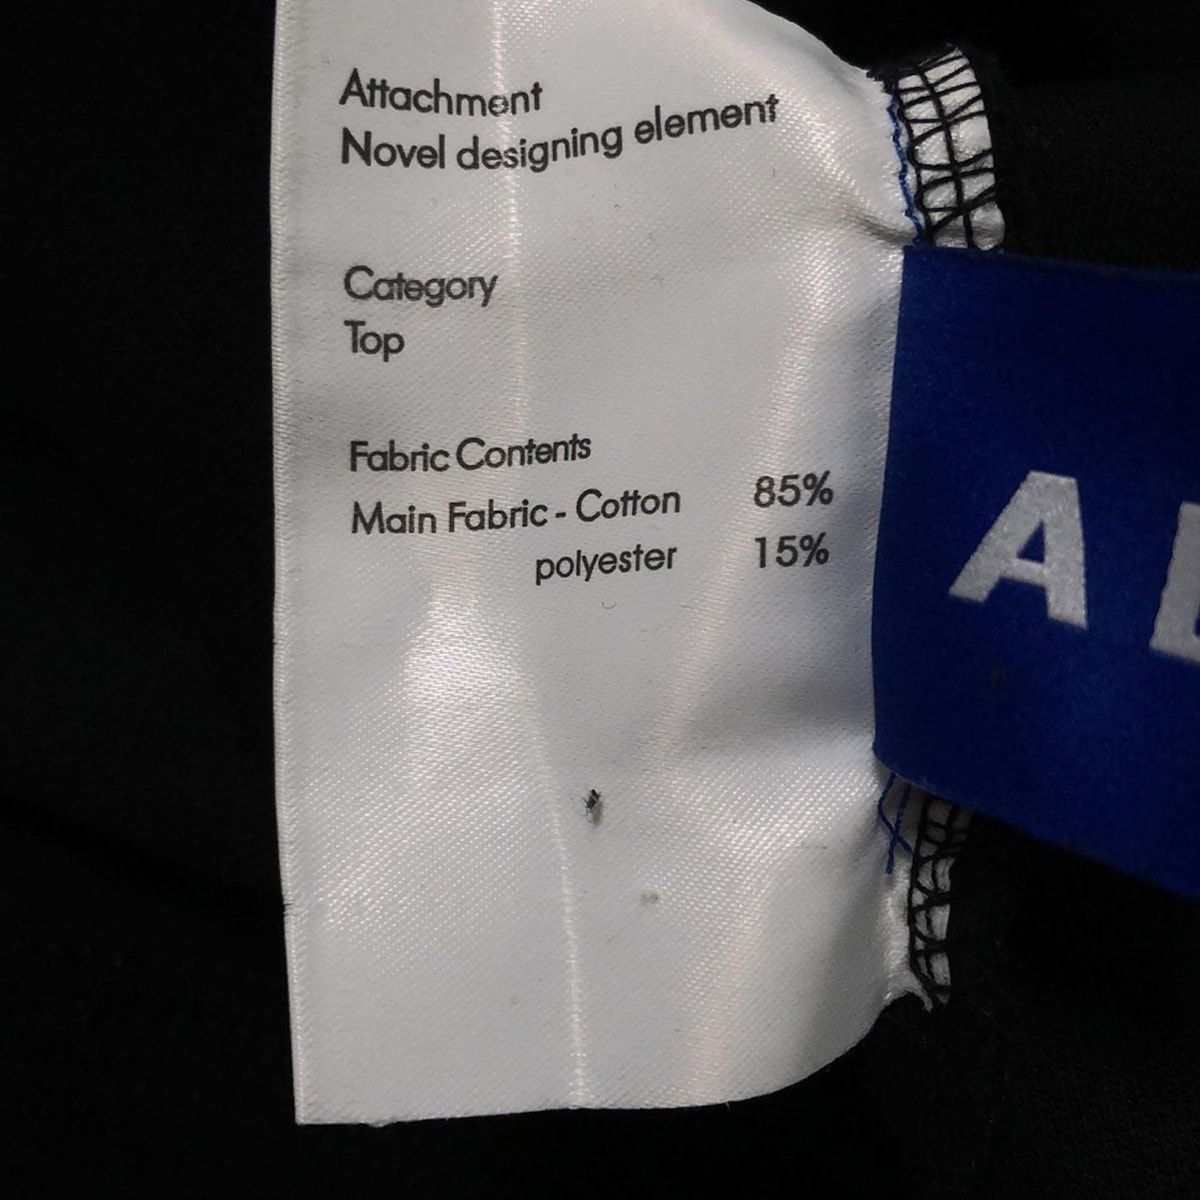 Attachment
Novel designing element
Category
Top
Fabric Contents
Main Fabric - Cotton 85%
polyester 15%
A